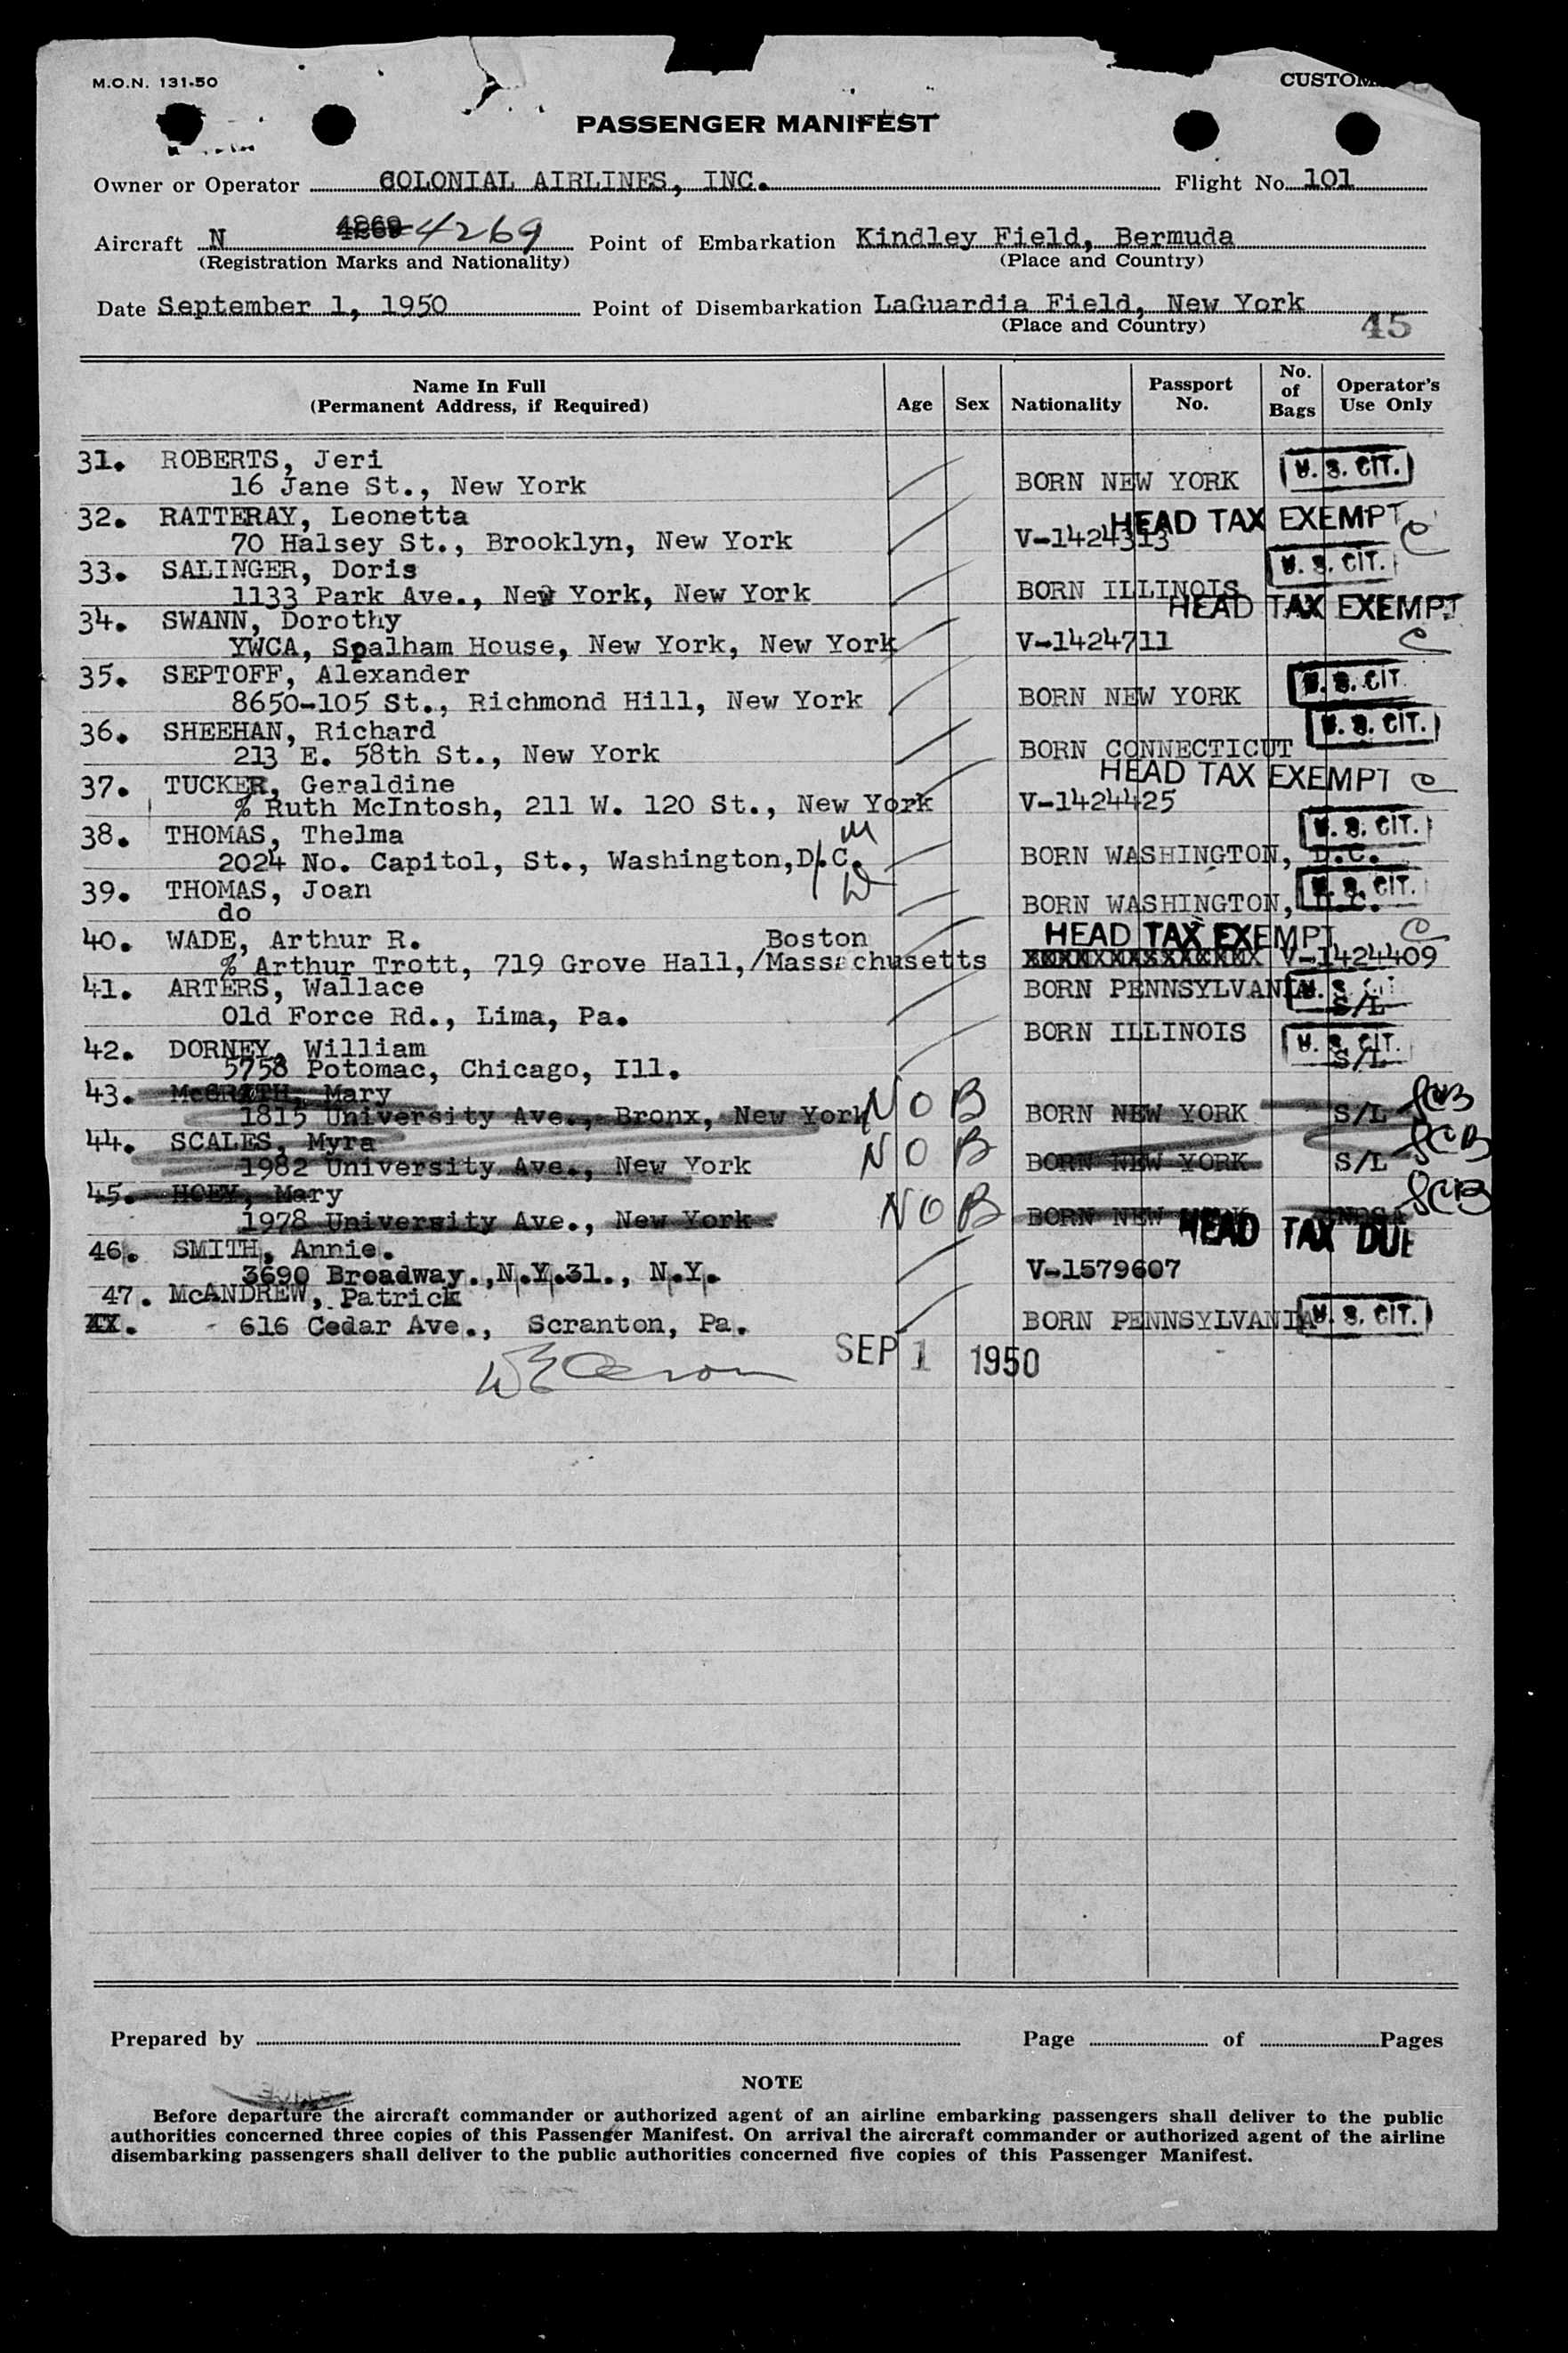 M.O.N. 131-50
PASSENGER MANIFEST
Owner or Operator COLONIAL AIRLINES, INC. Flight No. 101
Aircraft N 4269 4269 Point of Embarkation Kindley Field, Bermuda
(Registration Marks and Nationality) (Place and Country)
Date September 1, 1950 Point of Disembarkation LaGuardia Field, New York
(Place and Country) 45
Name In Full
(Permanent Address, if Required) Age Sex Nationality Passport No. No. of Bags Operator's Use Only
31. ROBERTS, Jeri
16 Jane St., New York BORN NEW YORK U. S. CIT.
32. RATTERAY, Leonetta HEAD TAX EXEMPT C
70 Halsey St., Brooklyn, New York V-1424313
33. SALINGER, Doris U. S. CIT.
1133 Park Ave., New York, New York BORN ILLINOIS
34. SWANN, Dorothy HEAD TAX EXEMPT
YWCA, Spalham House, New York, New York V-1424711 C
35. SEPTOFF, Alexander U. S. CIT.
8650-105 St., Richmond Hill, New York BORN NEW YORK
36. SHEEHAN, Richard U. S. CIT.
213 E. 58th St., New York BORN CONNECTICUT
37. TUCKER, Geraldine HEAD TAX EXEMPT C
% Ruth McIntosh, 211 W. 120 St., New York V-1424425
38. THOMAS, Thelma U. S. CIT.
2024 No. Capitol, St., Washington, D.C. BORN WASHINGTON, D.C.
39. THOMAS, Joan U. S. CIT.
do BORN WASHINGTON, D.C.
40. WADE, Arthur R. Boston HEAD TAX EXEMPT C
% Arthur Trott, 719 Grove Hall,/Massachusetts V-1424409
41. ARTERS, Wallace BORN PENNSYLVANIA U. S. CIT. S/L
Old Force Rd., Lima, Pa.
42. DORNEY, William BORN ILLINOIS U. S. CIT.
5758 Potomac, Chicago, Ill. S/L
43. McGRATH, Mary
1815 University Ave., Bronx, New York NOB BORN NEW YORK S/L
44. SCALES, Myra
1982 University Ave., New York NOB BORN NEW YORK S/L
45. HOEY, Mary
1978 University Ave., New York NOB BORN NEW YORK
46. SMITH, Annie. HEAD TAX DUE
3690 Broadway.,N.Y.31., N.Y. V-1579607
47. McANDREW, Patrick
616 Cedar Ave., Scranton, Pa. BORN PENNSYLVANIA U. S. CIT.
SEP 1 1950
Prepared by Page of Pages
NOTE
Before departure the aircraft commander or authorized agent of an airline embarking passengers shall deliver to the public
authorities concerned three copies of this Passenger Manifest. On arrival the aircraft commander or authorized agent of the airline
disembarking passengers shall deliver to the public authorities concerned five copies of this Passenger Manifest.